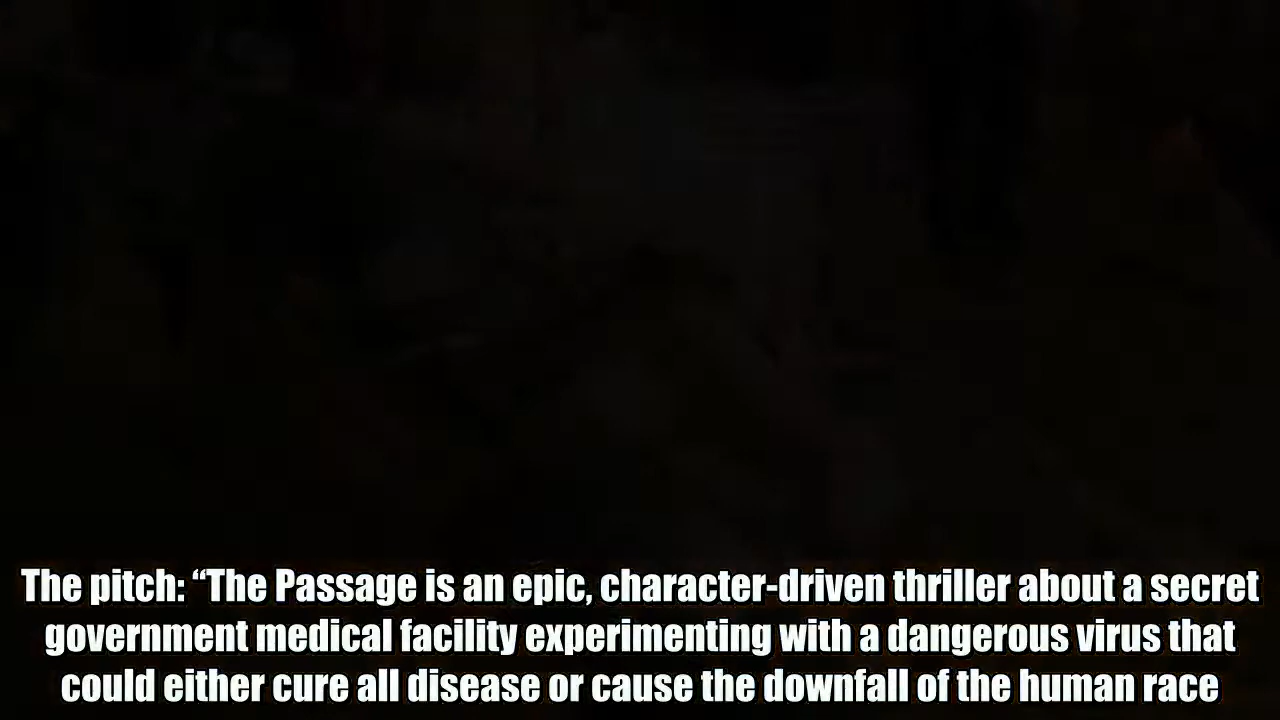 The pitch: “The Passage is an epic, character-driven thriller about a secret
government medical facility experimenting with a dangerous virus that
could either cure all disease or cause the downfall of the human race